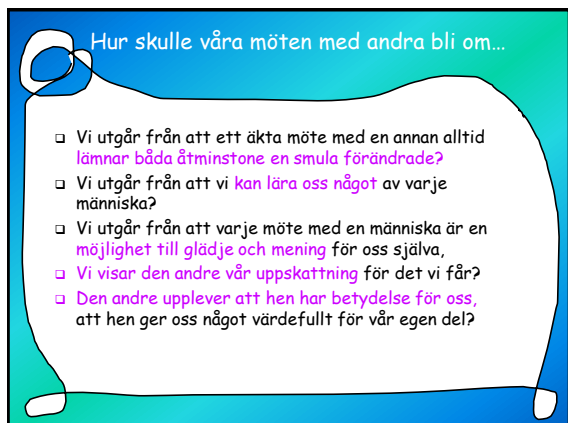 Hur skulle våra möten med andra bli om…
❑ Vi utgår från att ett äkta möte med en annan alltid
lämnar båda åtminstone en smula förändrade?
❑ Vi utgår från att vi kan lära oss något av varje
människa?
❑ Vi utgår från att varje möte med en människa är en
möjlighet till glädje och mening för oss själva,
❑ Vi visar den andre vår uppskattning för det vi får?
❑ Den andre upplever att hen har betydelse för oss,
att hen ger oss något värdefullt för vår egen del?